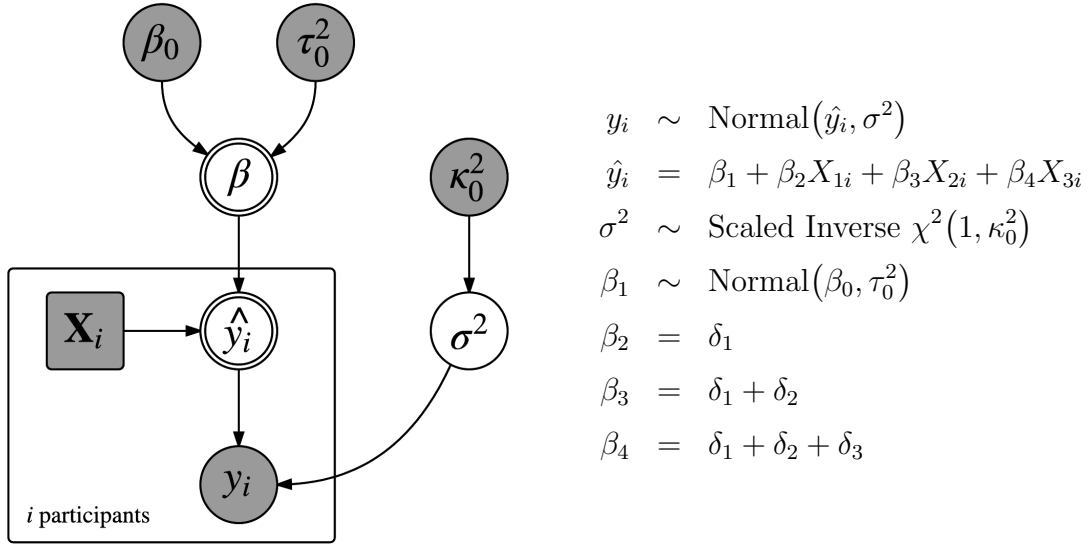 β₀ τ₀²
β κ₀²
𝐗ᵢ ŷᵢ σ²
yᵢ
i participants
yᵢ ∼ Normal(ŷᵢ, σ²)
ŷᵢ = β₁ + β₂X₁ᵢ + β₃X₂ᵢ + β₄X₃ᵢ
σ² ∼ Scaled Inverse χ²(1, κ₀²)
β₁ ∼ Normal(β₀, τ₀²)
β₂ = δ₁
β₃ = δ₁ + δ₂
β₄ = δ₁ + δ₂ + δ₃